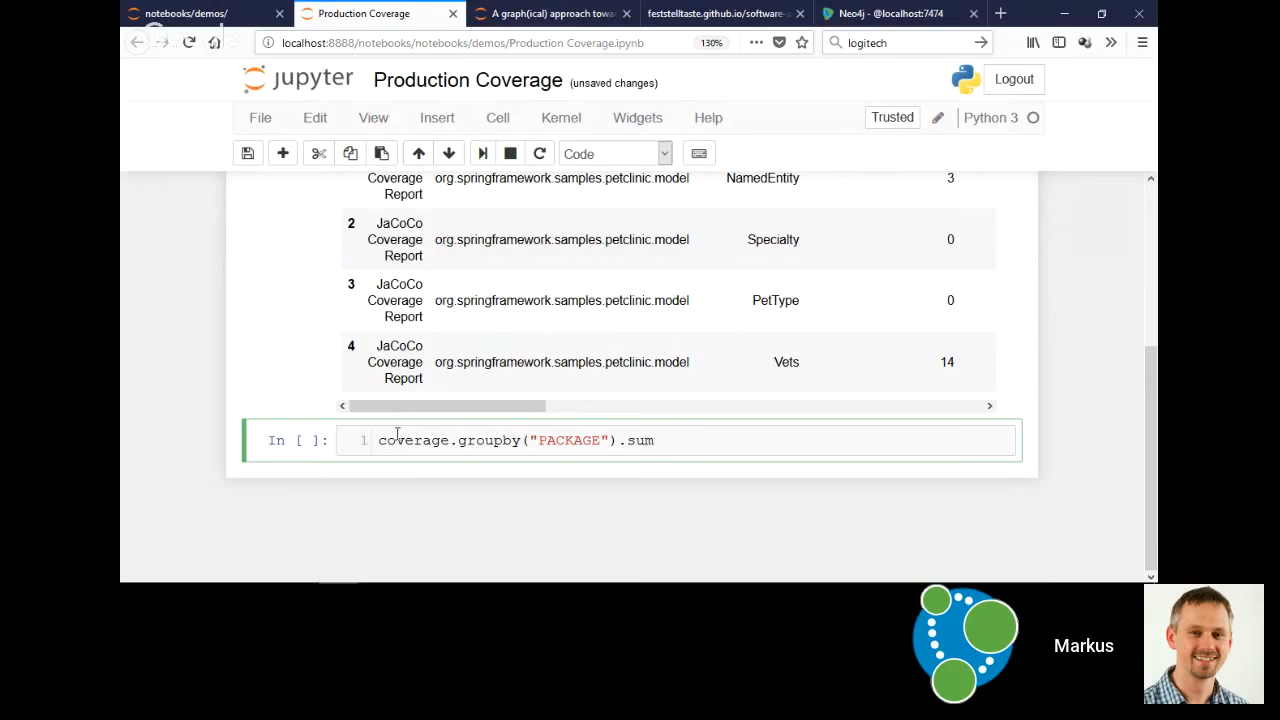 notebooks/demos/
Production Coverage
A graph(ical) approach towa
feststelltaste.github.io/software-a
Neo4j - @localhost:7474
localhost:8888/notebooks/notebooks/demos/Production Coverage.ipynb
130%
logitech
jupyter
Production Coverage (unsaved changes)
Logout
File Edit View Insert Cell Kernel Widgets Help
Trusted
Python 3
Code
Coverage
Report
org.springframework.samples.petclinic.model
NamedEntity
3
2
JaCoCo
Coverage
Report
org.springframework.samples.petclinic.model
Specialty
0
3
JaCoCo
Coverage
Report
org.springframework.samples.petclinic.model
PetType
0
4
JaCoCo
Coverage
Report
org.springframework.samples.petclinic.model
Vets
14
In [ ]:
1
coverage.groupby("PACKAGE").sum
Markus